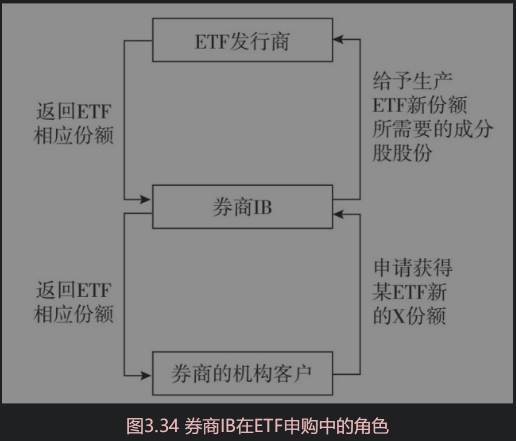 ETF发行商
返回ETF
相应份额
给予生产
ETF新份额
所需要的成分
股股份
券商IB
返回ETF
相应份额
申请获得
某ETF新
的X份额
券商的机构客户
图3.34 券商IB在ETF申购中的角色